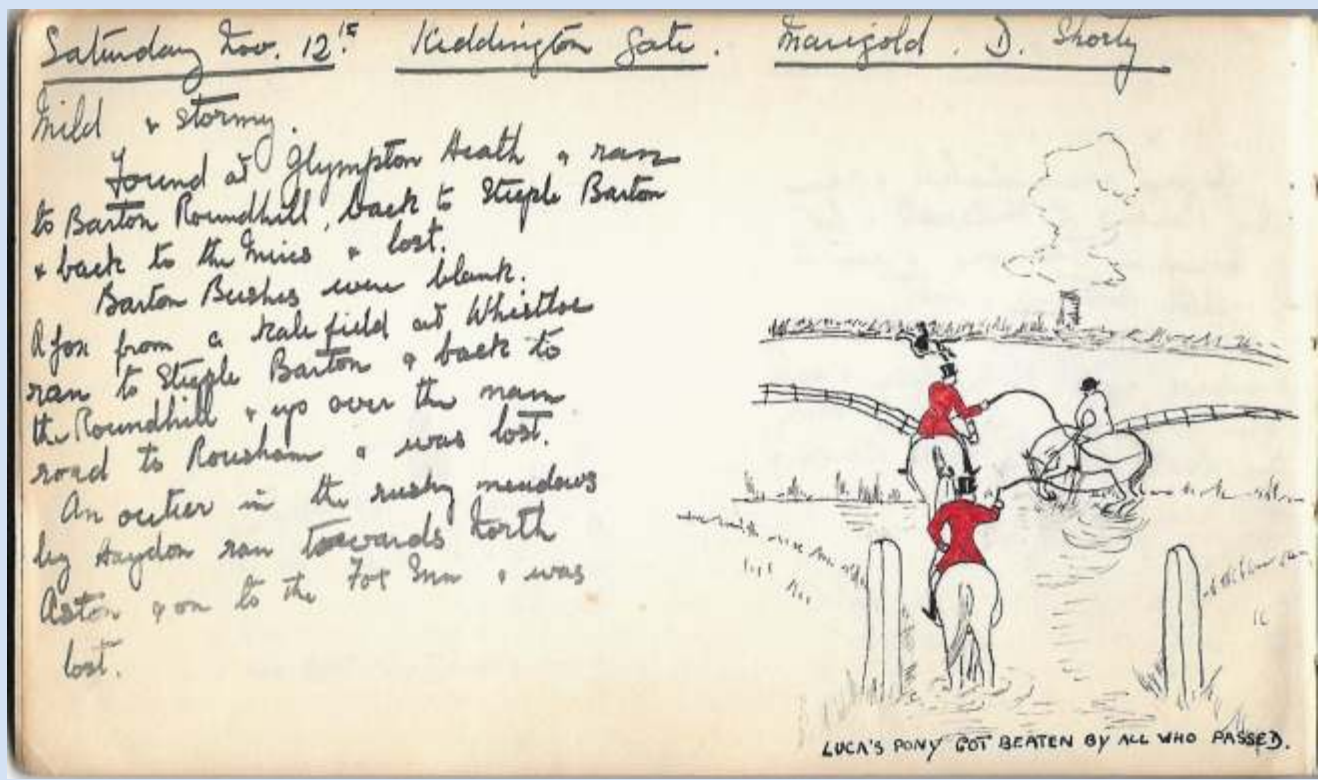 Saturday Nov. 12th Kiddington Gate. Marigold. D. Shorty
Mild & stormy.
Found at Glympton Heath & ran
to Barton Roundhill, back to Steeple Barton
& back to the & lost.
Barton Bushes were blank.
A fox from a kale field at Whistloe
ran to Steeple Barton & back to
the Roundhill & up over the main
road to Rousham & was lost.
An outlier in the rushy meadows
by Haydon ran towards North
Aston & on to the Fox Inn & was
lost.
LUCA'S PONY GOT BEATEN BY ALL WHO PASSED.